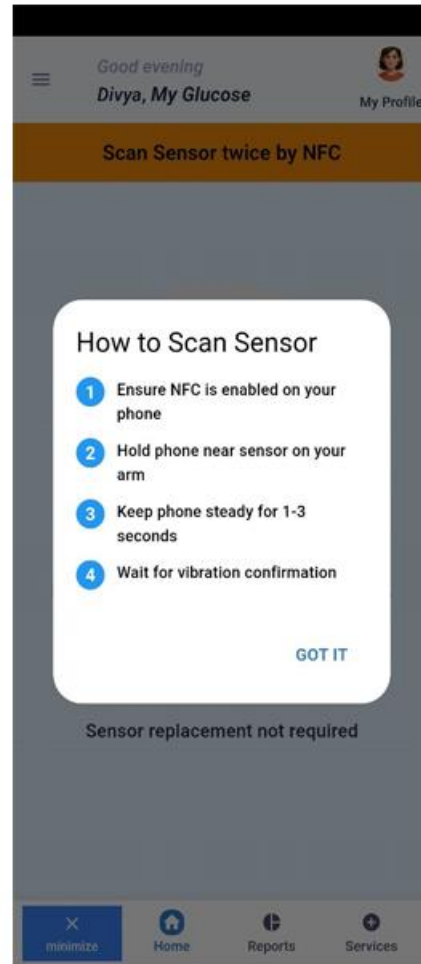 Good evening
Divya, My Glucose
My Profile
Scan Sensor twice by NFC
How to Scan Sensor
1 Ensure NFC is enabled on your
phone
2 Hold phone near sensor on your
arm
3 Keep phone steady for 1-3
seconds
4 Wait for vibration confirmation
GOT IT
Sensor replacement not required
minimize Home Reports Services